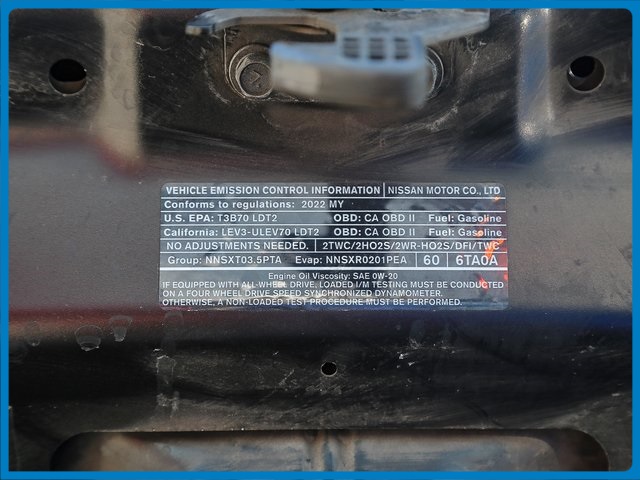 VEHICLE EMISSION CONTROL INFORMATION NISSAN MOTOR CO., LTD
Conforms to regulations: 2022 MY
U.S. EPA: T3B70 LDT2 OBD: CA OBD II Fuel: Gasoline
California: LEV3-ULEV70 LDT2 OBD: CA OBD II Fuel: Gasoline
NO ADJUSTMENTS NEEDED. 2TWC/2HO2S/2WR-HO2S/DFI/TWC
Group: NNSXT03.5PTA Evap: NNSXR0201PEA 60 6TA0A
Engine Oil Viscosity: SAE 0W-20
IF EQUIPPED WITH ALL-WHEEL DRIVE, LOADED I/M TESTING MUST BE CONDUCTED
ON A FOUR WHEEL DRIVE SPEED SYNCHRONIZED DYNAMOMETER.
OTHERWISE, A NON-LOADED TEST PROCEDURE MUST BE PERFORMED.